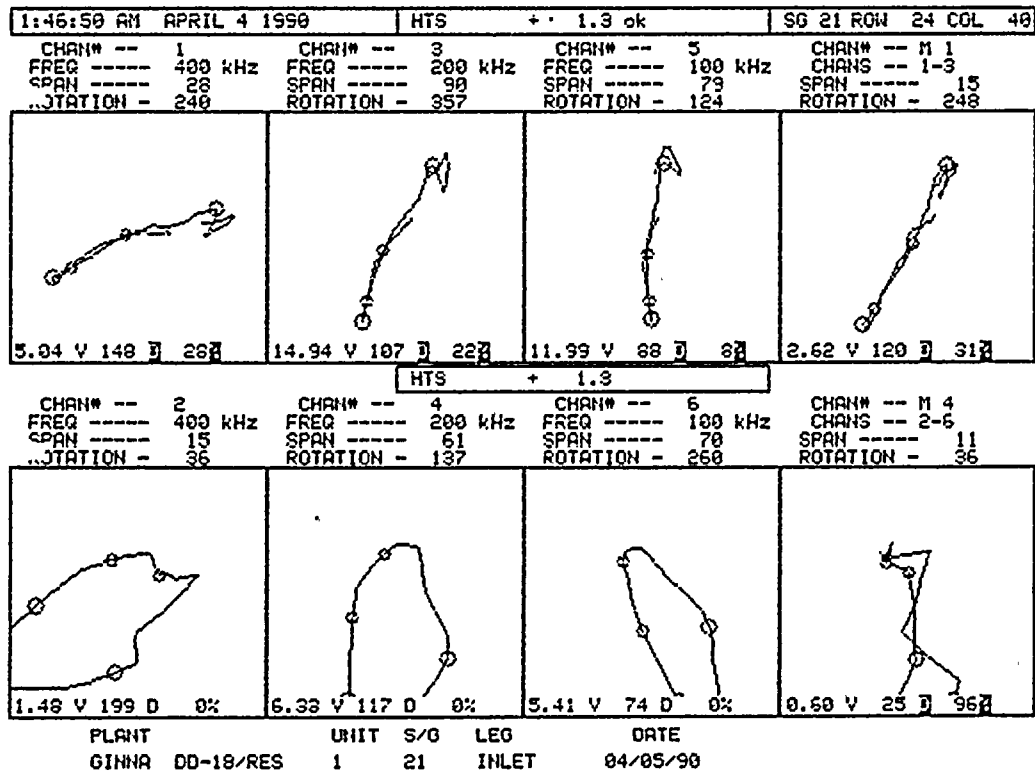 1:46:50 AM APRIL 4 1990 HTS + · 1.3 ok SG 21 ROW 24 COL 40
CHAN# -- 1 CHAN# -- 3 CHAN# -- 5 CHAN# -- M 1
FREQ ----- 400 kHz FREQ ----- 200 kHz FREQ ----- 100 kHz CHANS -- 1-3
SPAN ----- 28 SPAN ----- 90 SPAN ----- 79 SPAN ----- 15
ROTATION - 240 ROTATION - 357 ROTATION - 124 ROTATION - 248
5.04 V 148 D 28% 14.94 V 107 D 22% 11.99 V 88 D 8% 2.62 V 120 D 31%
HTS + 1.3
CHAN# -- 2 CHAN# -- 4 CHAN# -- 6 CHAN# -- M 4
FREQ ----- 400 kHz FREQ ----- 200 kHz FREQ ----- 100 kHz CHANS -- 2-6
SPAN ----- 15 SPAN ----- 61 SPAN ----- 70 SPAN ----- 11
ROTATION - 36 ROTATION - 137 ROTATION - 260 ROTATION - 36
1.48 V 199 D 0% 6.33 V 117 D 0% 5.41 V 74 D 0% 0.60 V 25 D 96%
PLANT UNIT S/G LEG DATE
GINNA DD-18/RES 1 21 INLET 04/05/90